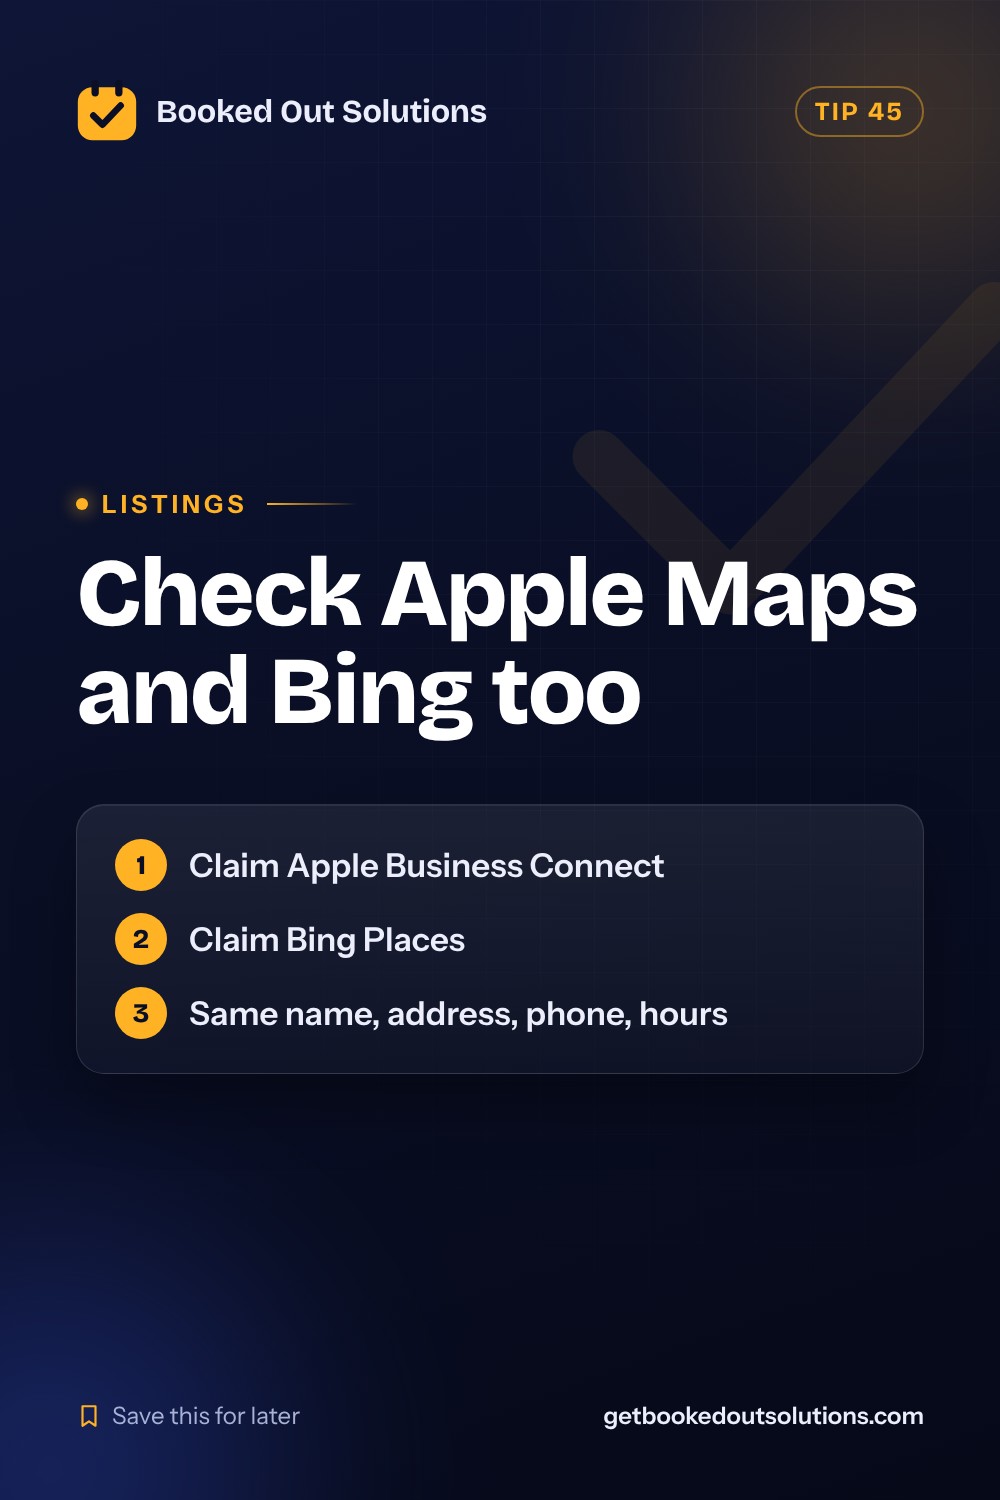 Booked Out Solutions
TIP 45
LISTINGS
Check Apple Maps
and Bing too
1 Claim Apple Business Connect
2 Claim Bing Places
3 Same name, address, phone, hours
Save this for later
getbookedoutsolutions.com